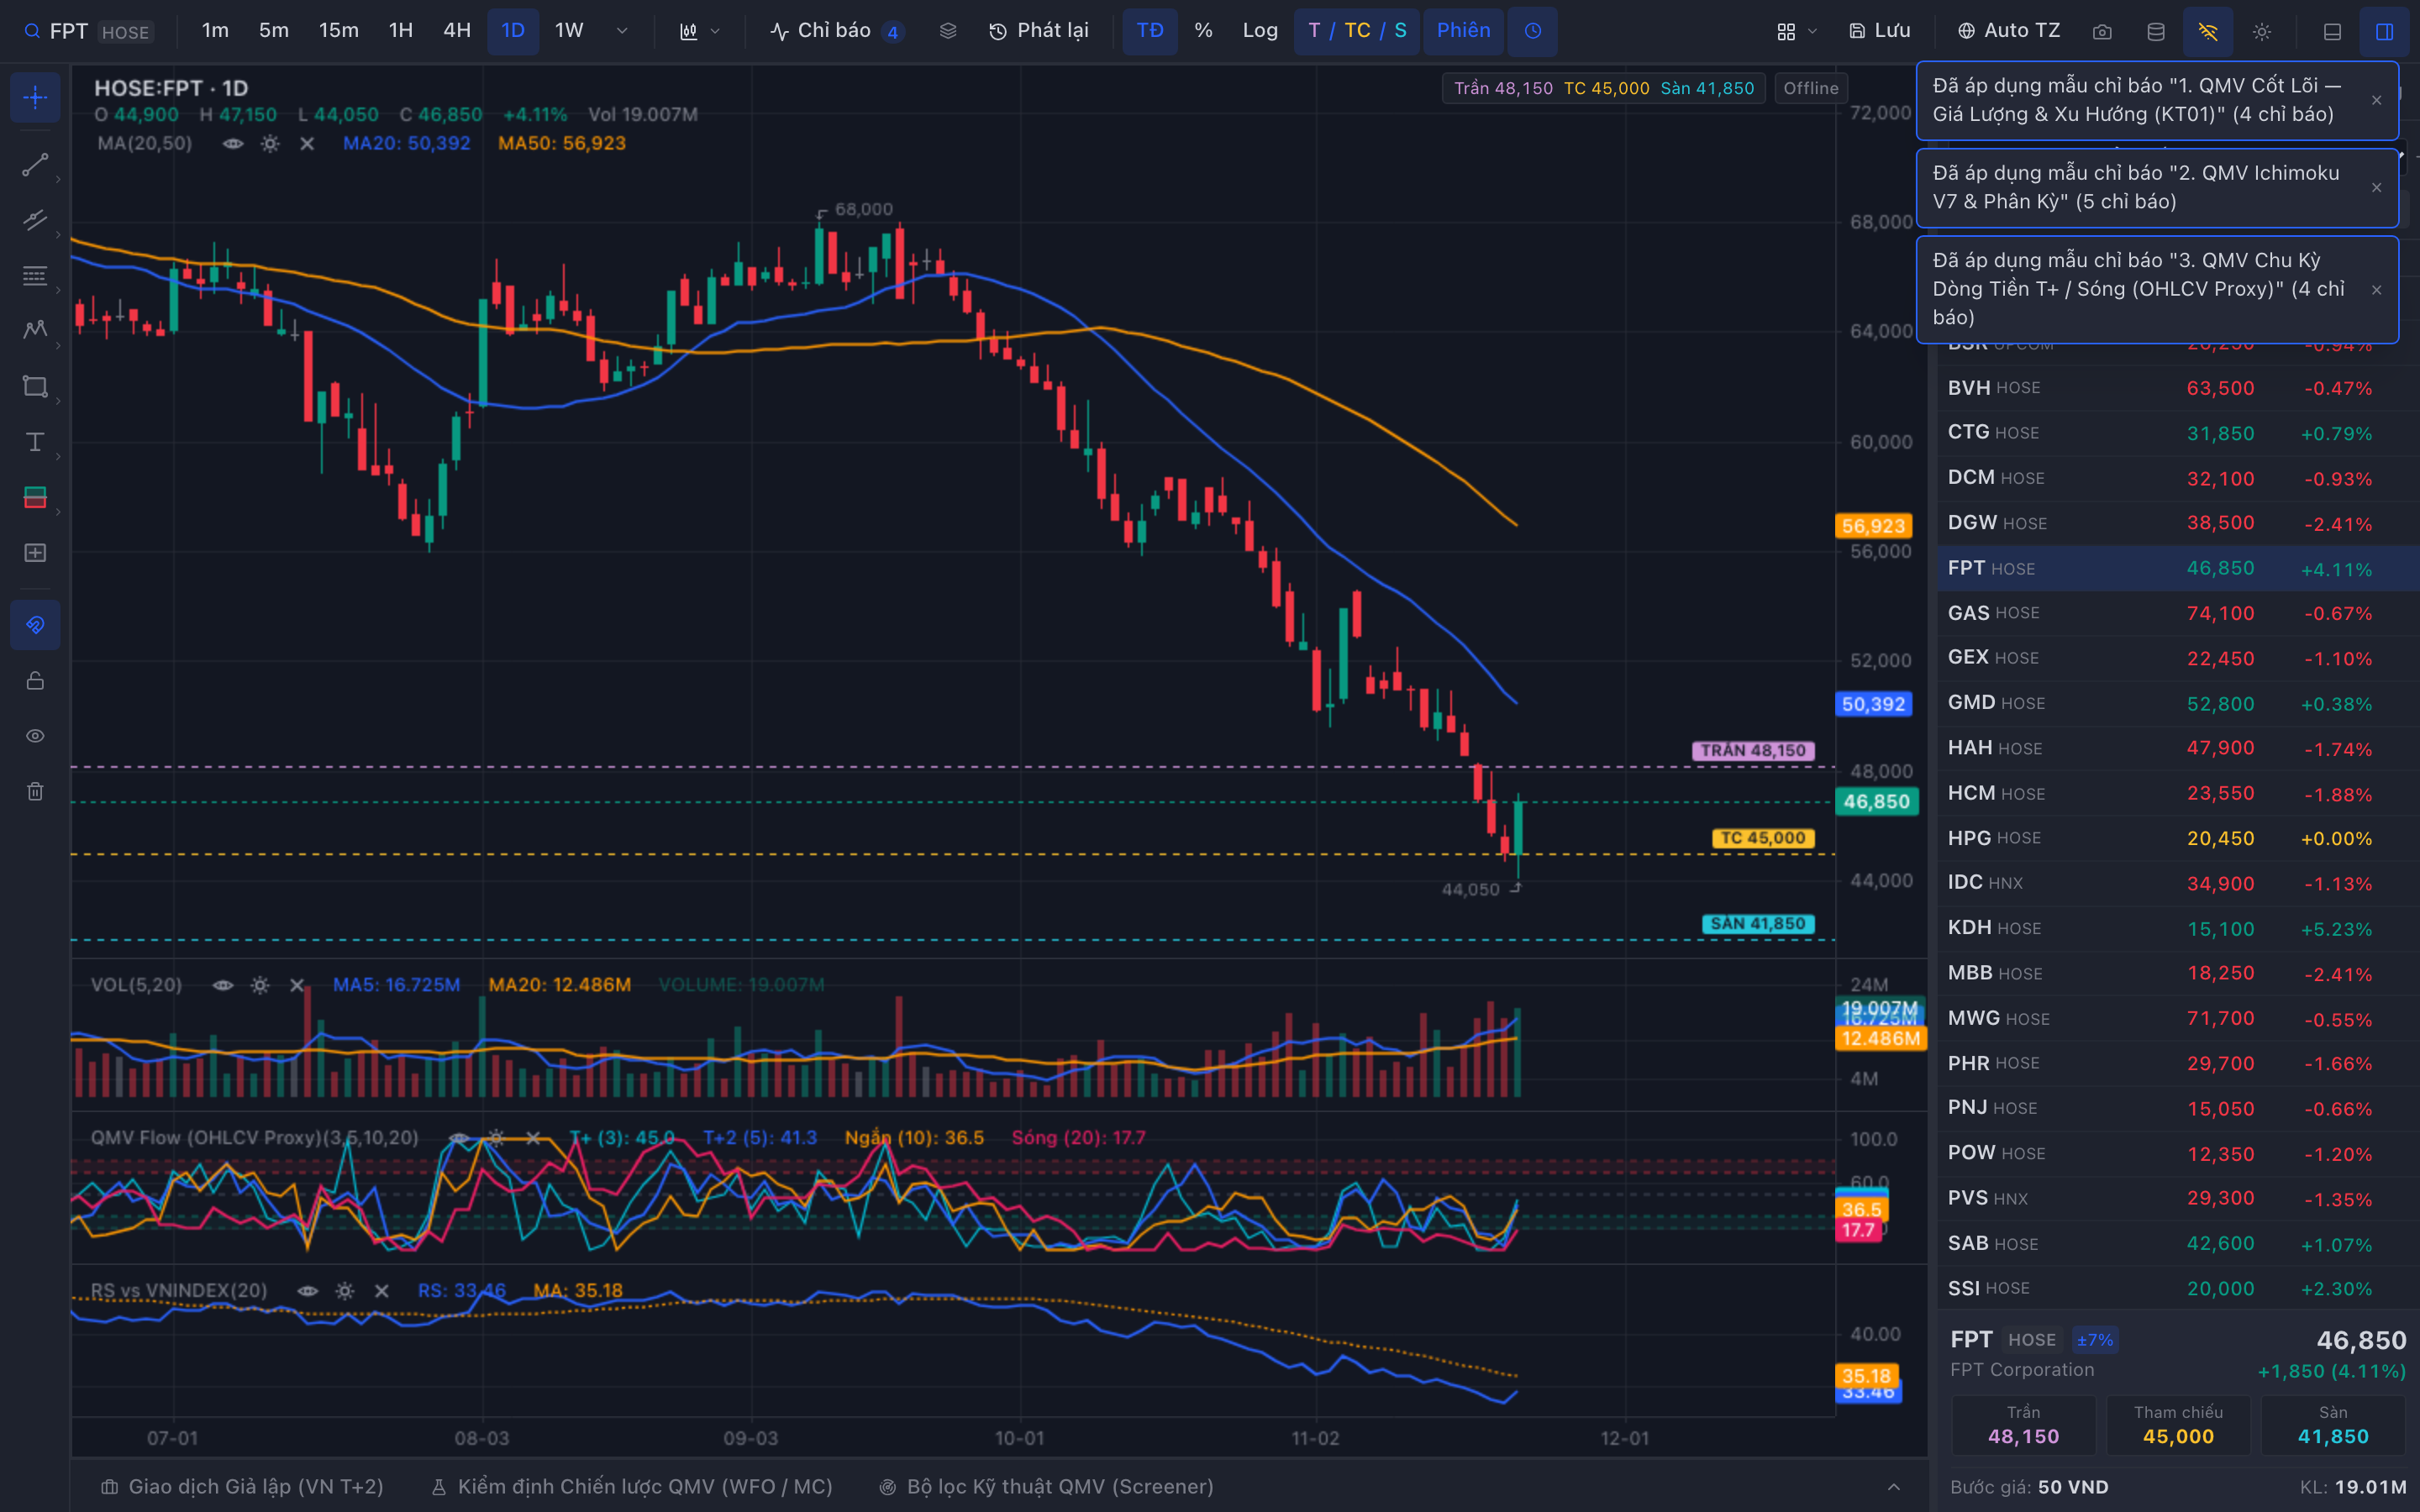 FPT HOSE 1m 5m 15m 1H 4H 1D 1W Chỉ báo 4 Phát lại TĐ % Log T / TC / S Phiên Lưu Auto TZ
HOSE:FPT · 1D
O 44,900 H 47,150 L 44,050 C 46,850 +4.11% Vol 19.007M
MA(20,50) MA20: 50,392 MA50: 56,923
Trần 48,150 TC 45,000 Sàn 41,850 Offline
Đã áp dụng mẫu chỉ báo "1. QMV Cốt Lõi —
Giá Lượng & Xu Hướng (KT01)" (4 chỉ báo)
Đã áp dụng mẫu chỉ báo "2. QMV Ichimoku
V7 & Phân Kỳ" (5 chỉ báo)
Đã áp dụng mẫu chỉ báo "3. QMV Chu Kỳ
Dòng Tiền T+ / Sóng (OHLCV Proxy)" (4 chỉ
báo)
72,000
68,000
68,000
64,000
60,000
56,923
56,000
52,000
50,392
TRẦN 48,150
48,000
46,850
TC 45,000
44,050
44,000
SÀN 41,850
VOL(5,20) MA5: 16.725M MA20: 12.486M VOLUME: 19.007M
24M
19.007M
16.725M
12.486M
4M
QMV Flow (OHLCV Proxy)(3,5,10,20) T+ (3): 45.0 T+2 (5): 41.3 Ngắn (10): 36.5 Sóng (20): 17.7
100.0
60.0
36.5
17.7
RS vs VNINDEX(20) RS: 33.46 MA: 35.18
40.00
35.18
33.46
07-01 08-03 09-03 10-01 11-02 12-01
Giao dịch Giả lập (VN T+2) Kiểm định Chiến lược QMV (WFO / MC) Bộ lọc Kỹ thuật QMV (Screener)
BSR UPCOM 26,250 -0.94%
BVH HOSE 63,500 -0.47%
CTG HOSE 31,850 +0.79%
DCM HOSE 32,100 -0.93%
DGW HOSE 38,500 -2.41%
FPT HOSE 46,850 +4.11%
GAS HOSE 74,100 -0.67%
GEX HOSE 22,450 -1.10%
GMD HOSE 52,800 +0.38%
HAH HOSE 47,900 -1.74%
HCM HOSE 23,550 -1.88%
HPG HOSE 20,450 +0.00%
IDC HNX 34,900 -1.13%
KDH HOSE 15,100 +5.23%
MBB HOSE 18,250 -2.41%
MWG HOSE 71,700 -0.55%
PHR HOSE 29,700 -1.66%
PNJ HOSE 15,050 -0.66%
POW HOSE 12,350 -1.20%
PVS HNX 29,300 -1.35%
SAB HOSE 42,600 +1.07%
SSI HOSE 20,000 +2.30%
FPT HOSE ±7% 46,850
FPT Corporation +1,850 (4.11%)
Trần Tham chiếu Sàn
48,150 45,000 41,850
Bước giá: 50 VND KL: 19.01M